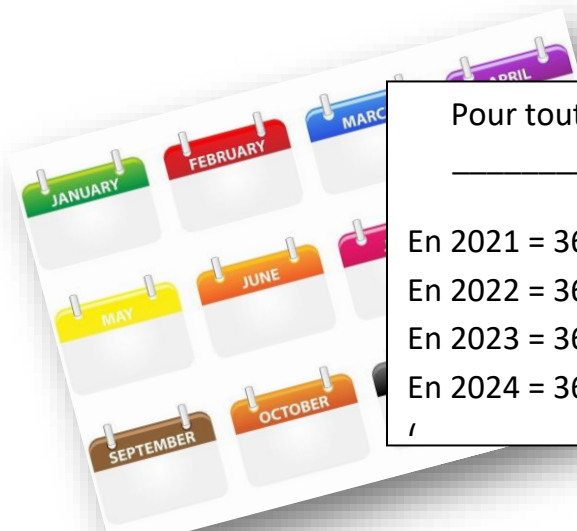 JANUARY
FEBRUARY
MARC
APRIL
MAY
JUNE
SEPTEMBER
OCTOBER
Pour tout
En 2021 = 36
En 2022 = 36
En 2023 = 36
En 2024 = 36